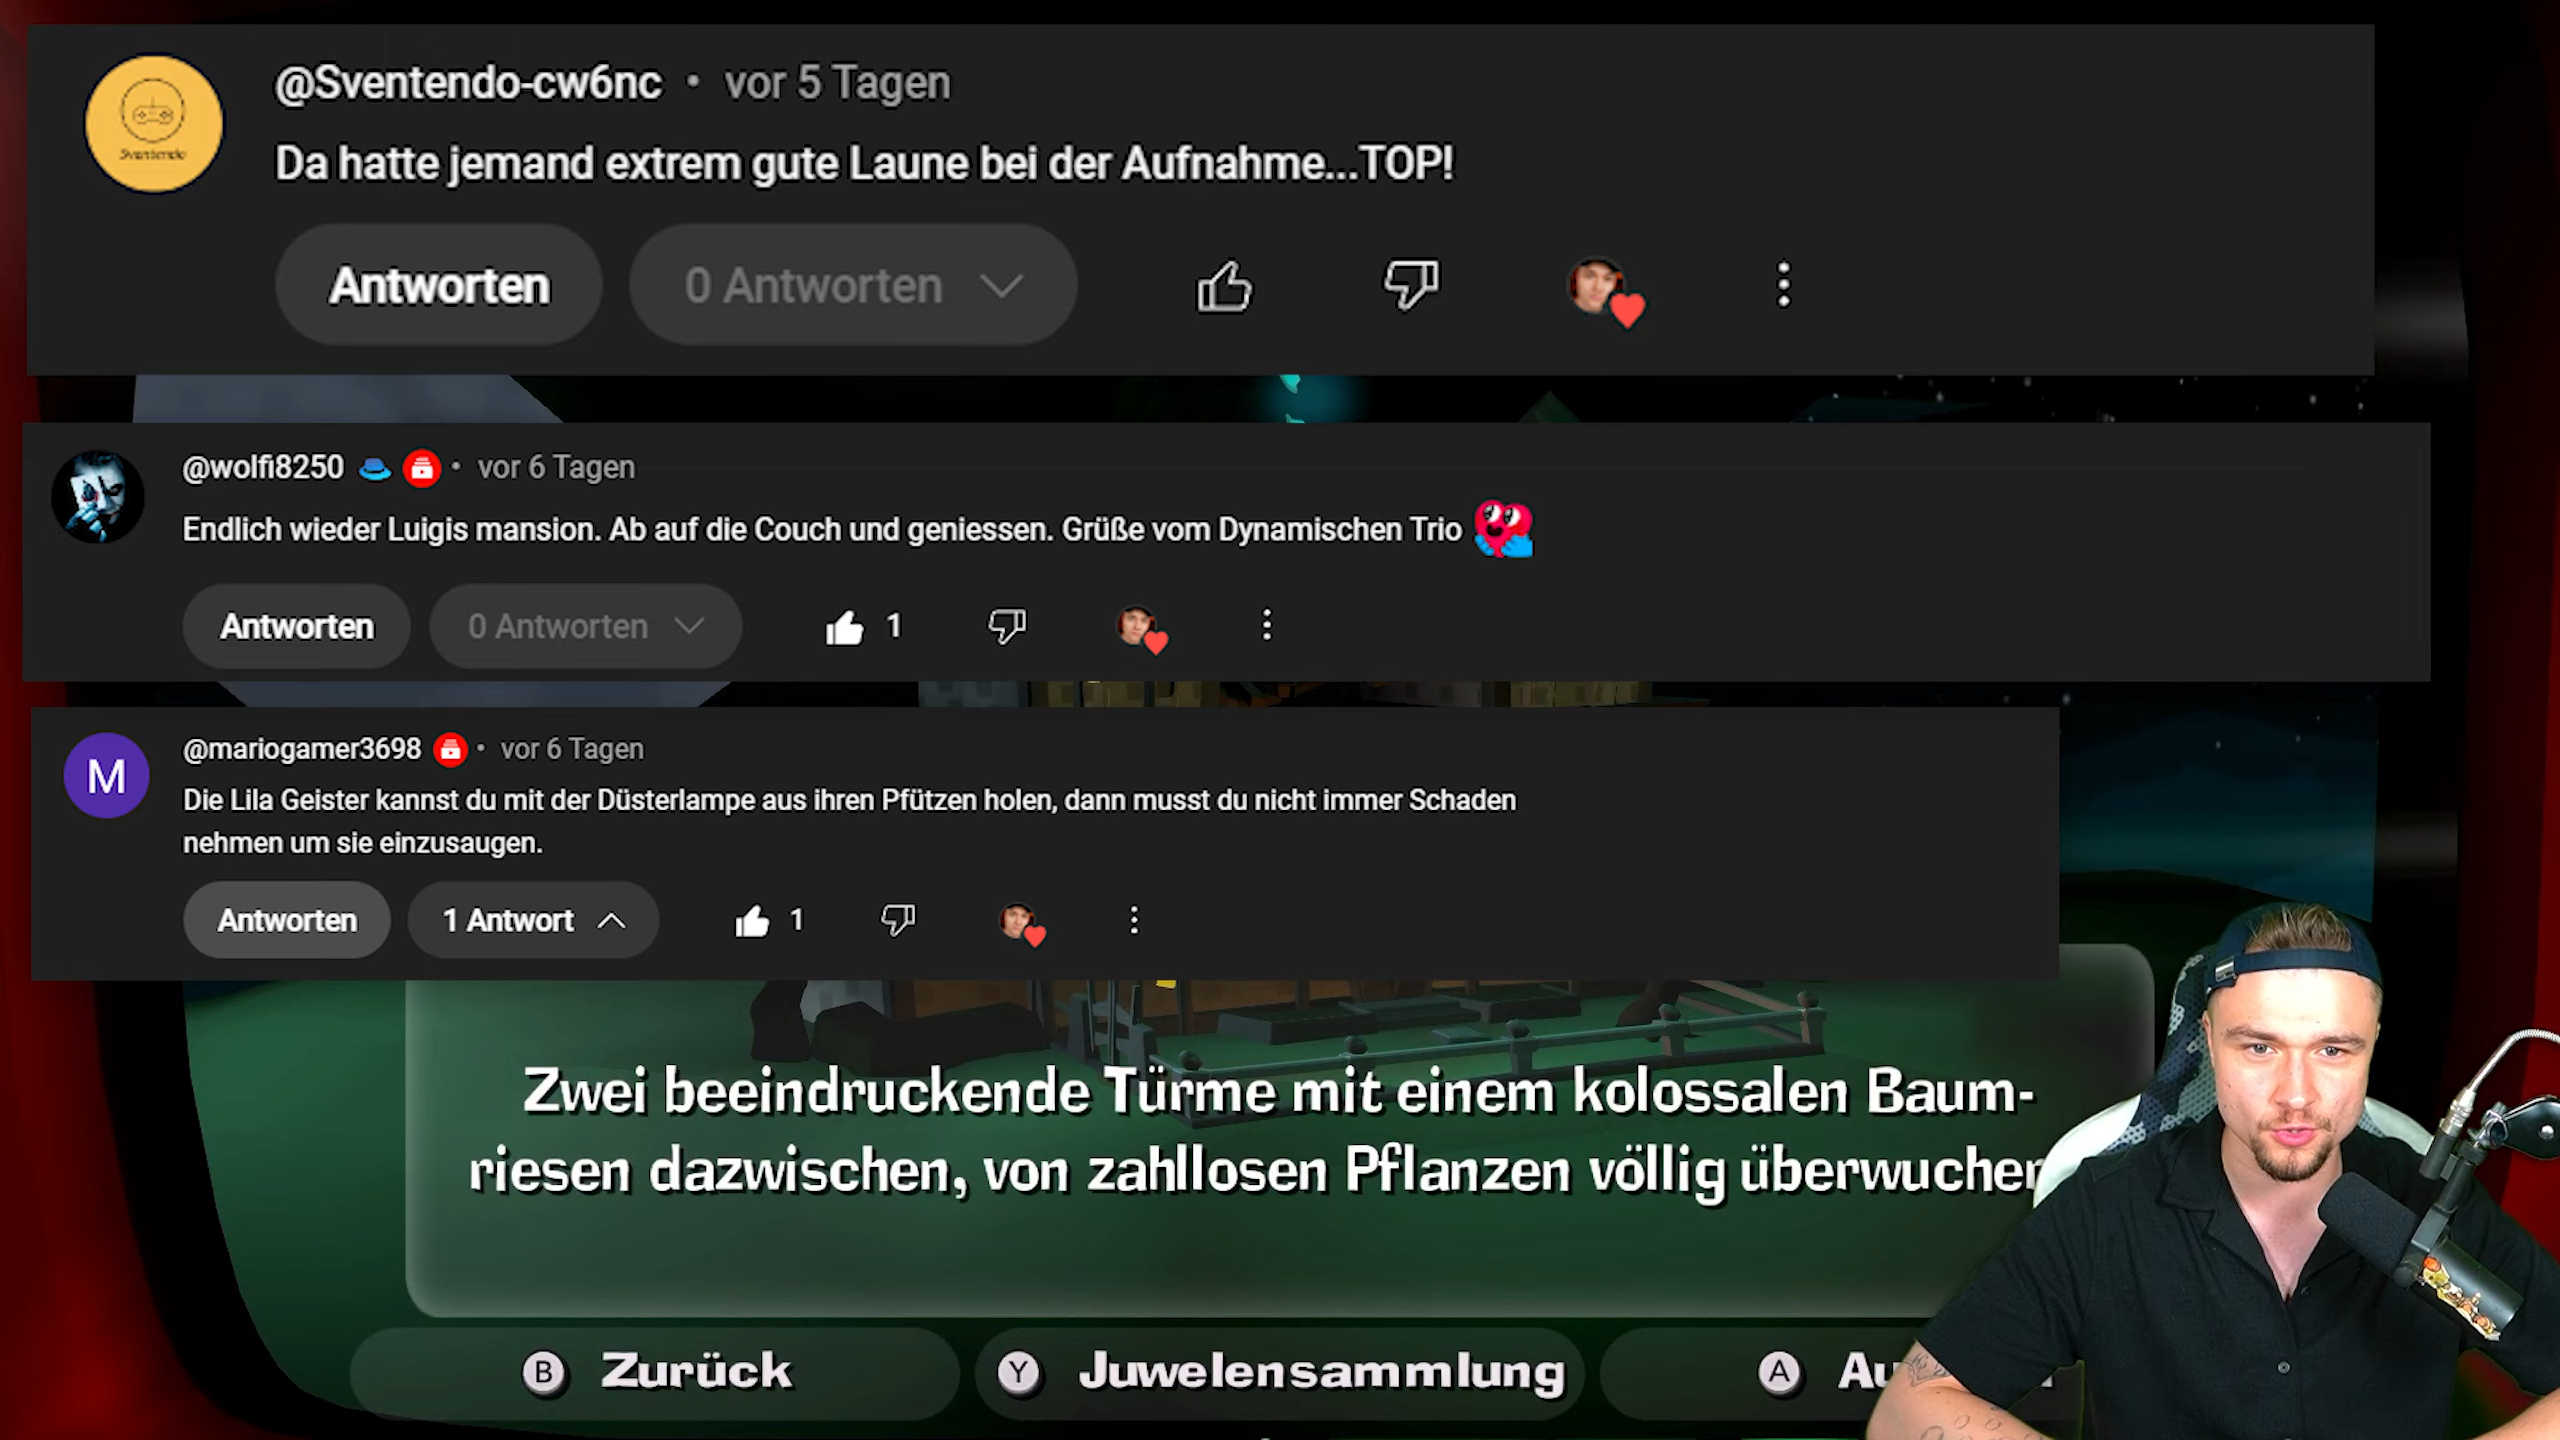 @Sventendo-cw6nc • vor 5 Tagen
Sventendo
Da hatte jemand extrem gute Laune bei der Aufnahme...TOP!
Antworten 0 Antworten
@wolfi8250 • vor 6 Tagen
Endlich wieder Luigis mansion. Ab auf die Couch und geniessen. Grüße vom Dynamischen Trio
Antworten 0 Antworten 1
M @mariogamer3698 • vor 6 Tagen
Die Lila Geister kannst du mit der Düsterlampe aus ihren Pfützen holen, dann musst du nicht immer Schaden
nehmen um sie einzusaugen.
Antworten 1 Antwort 1
Zwei beeindruckende Türme mit einem kolossalen Baum-
riesen dazwischen, von zahllosen Pflanzen völlig überwucher
B Zurück Y Juwelensammlung A Au